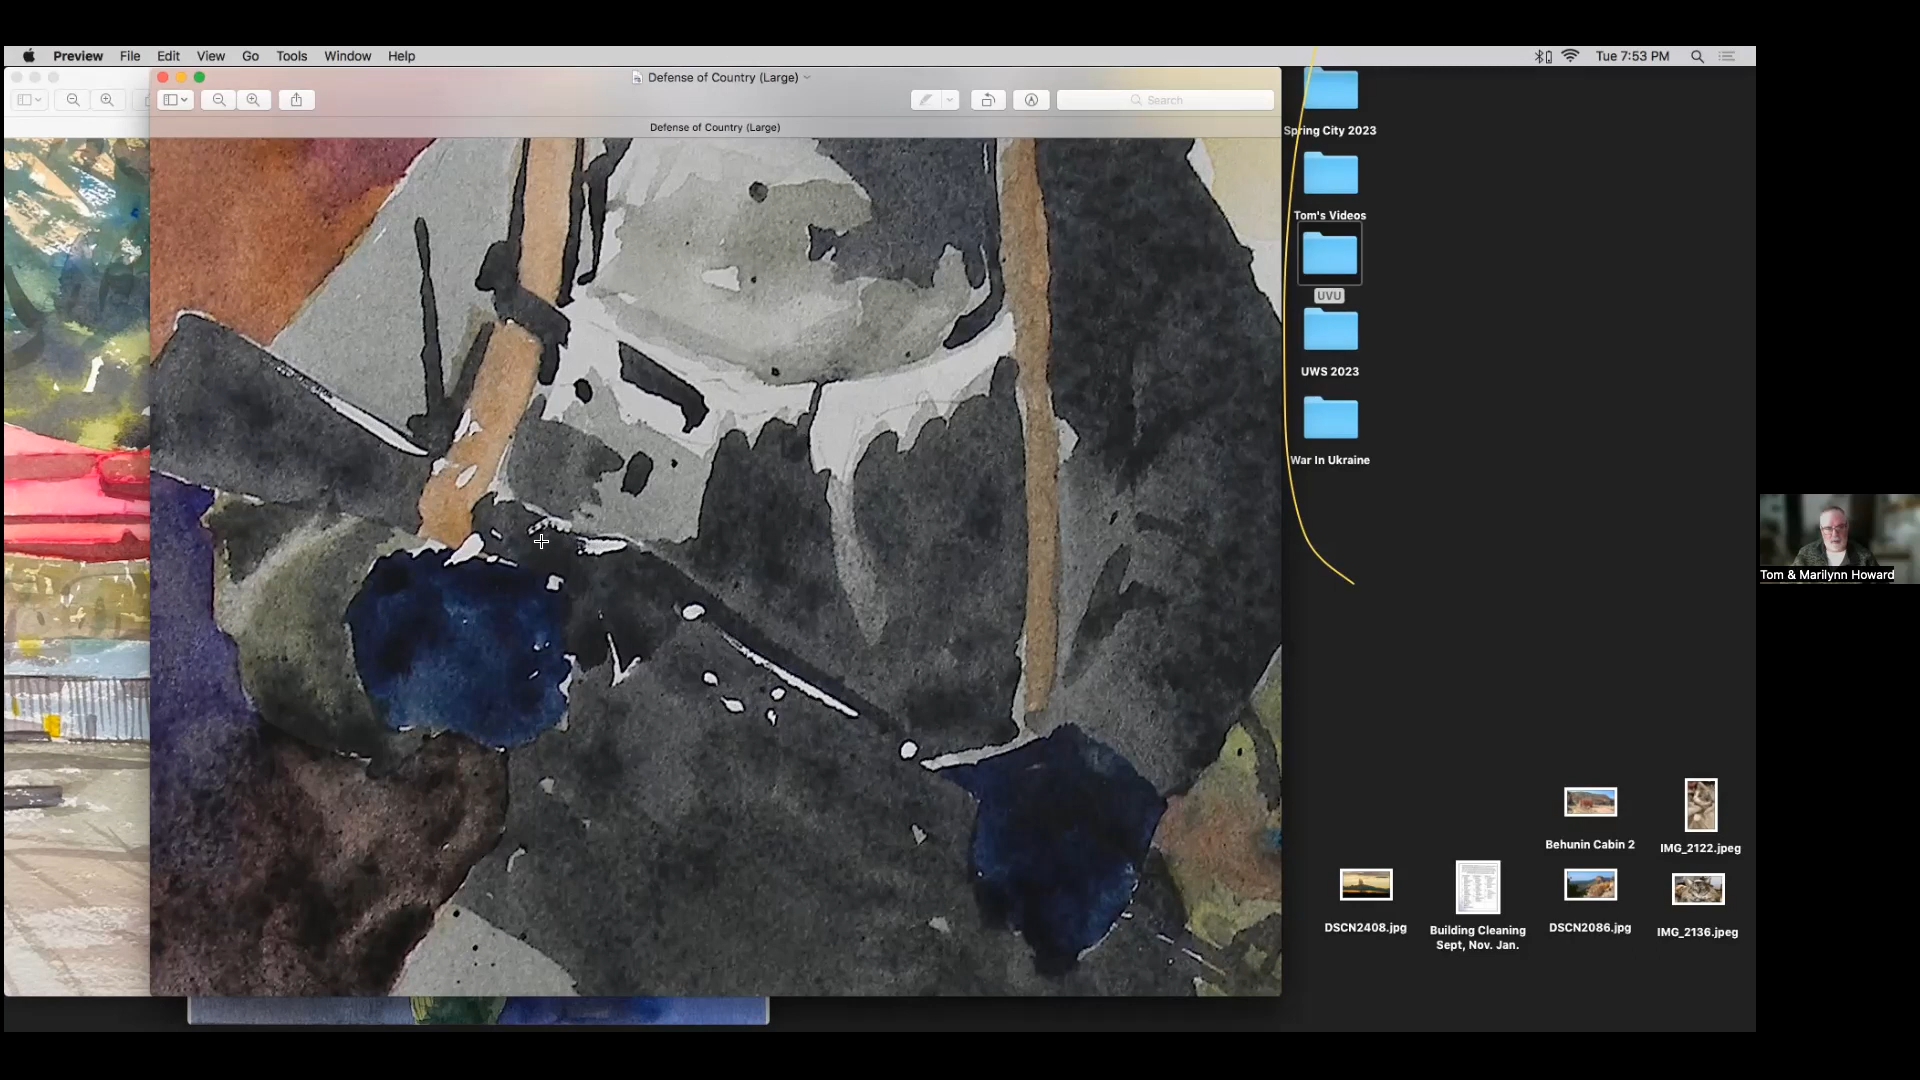 Preview File Edit View Go Tools Window Help
Tue 7:53 PM
Defense of Country (Large)
Search
Defense of Country (Large)
Spring City 2023
Tom's Videos
UVU
UWS 2023
War In Ukraine
Behunin Cabin 2
IMG_2122.jpeg
DSCN2408.jpg
Building Cleaning
Sept, Nov. Jan.
DSCN2086.jpg
IMG_2136.jpeg
Tom & Marilynn Howard